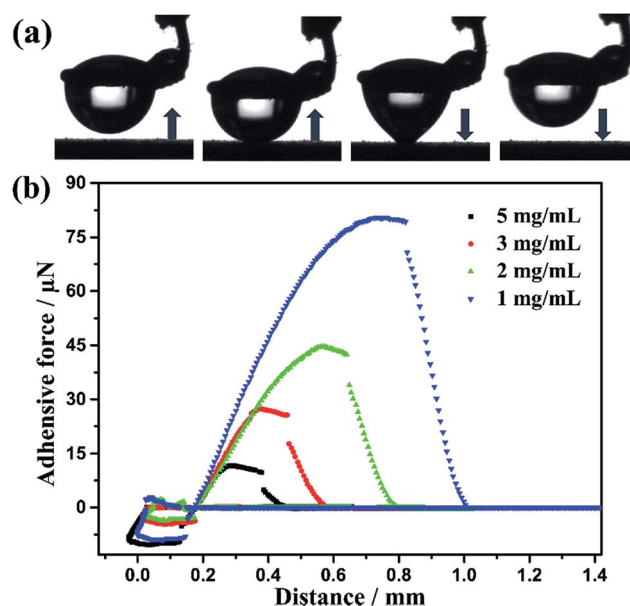 (a)
(b)
90
75
60
45
30
15
0
-10
Adhensive force / μN
5 mg/mL
3 mg/mL
2 mg/mL
1 mg/mL
0.0 0.2 0.4 0.6 0.8 1.0 1.2 1.4
Distance / mm